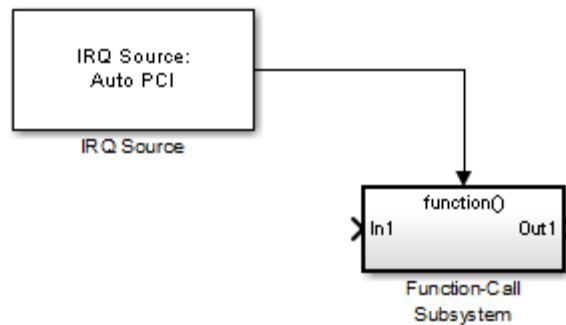 IRQ Source:
Auto PCI
IRQ Source
function()
In1 Out1
Function-Call
Subsystem